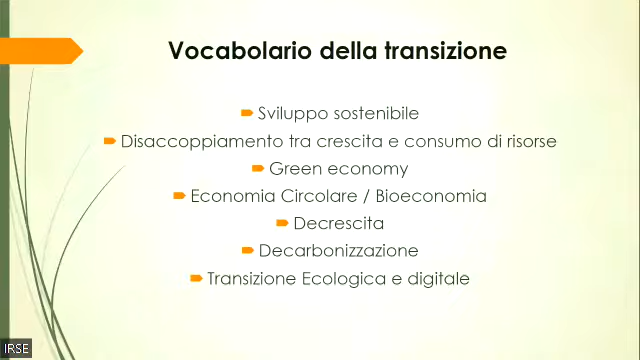 Vocabolario della transizione
Sviluppo sostenibile
Disaccoppiamento tra crescita e consumo di risorse
Green economy
Economia Circolare / Bioeconomia
Decrescita
Decarbonizzazione
Transizione Ecologica e digitale
IRSE